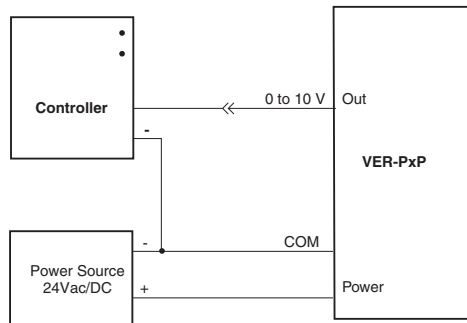 Controller
-
0 to 10 V
Out
VER-PxP
-
COM
Power Source
24Vac/DC
+
Power